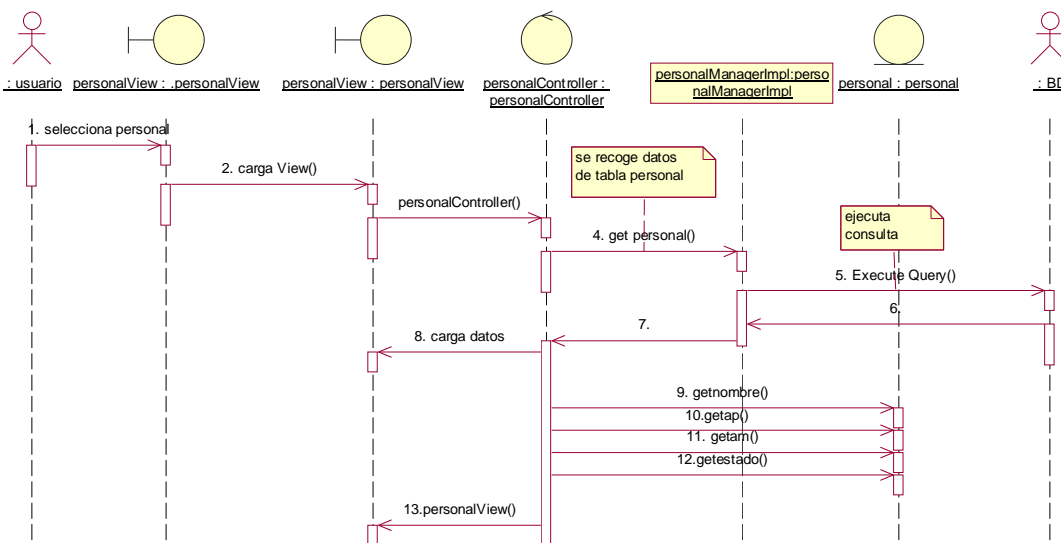 : usuario
personalView : .personalView
personalView : personalView
personalController :
personalController
personalManagerImpl:perso
nalManagerImpl
personal : personal
: BD
1. selecciona personal
2. carga View()
personalController()
se recoge datos
de tabla personal
4. get personal()
ejecuta
consulta
5. Execute Query()
6.
7.
8. carga datos
9. getnombre()
10.getap()
11. getam()
12.getestado()
13.personalView()